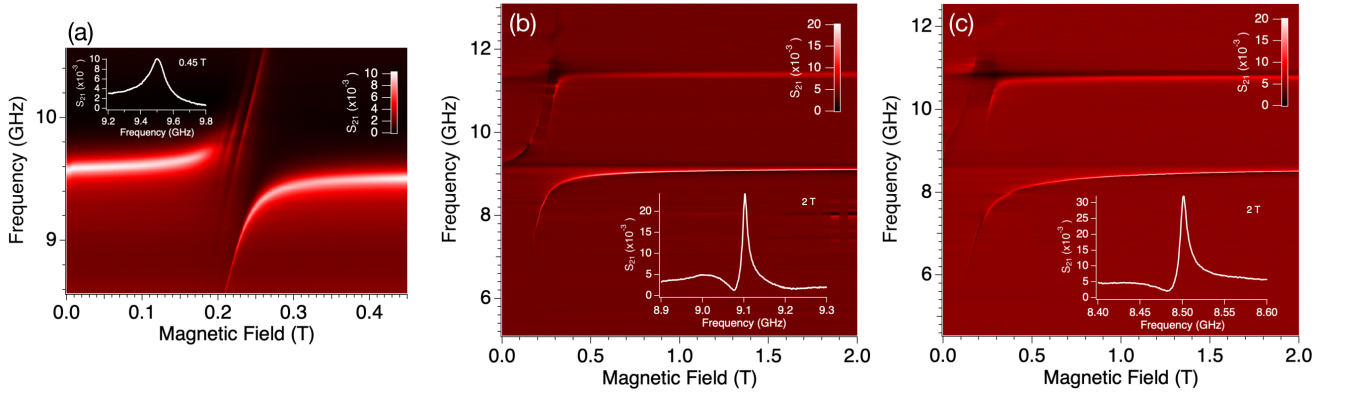 (a)
Frequency (GHz)
10
9
0.0 0.1 0.2 0.3 0.4
Magnetic Field (T)
S21 (x10-3)
10
8
6
4
2
0
0.45 T
9.2 9.4 9.6 9.8
Frequency (GHz)
S21 (x10-3)
10
8
6
4
2
0
(b)
Frequency (GHz)
12
10
8
6
0.0 0.5 1.0 1.5 2.0
Magnetic Field (T)
S21 (x10-3)
20
15
10
5
0
2 T
S21 (x10-3)
20
15
10
5
0
8.9 9.0 9.1 9.2 9.3
Frequency (GHz)
(c)
Frequency (GHz)
12
10
8
6
0.0 0.5 1.0 1.5 2.0
Magnetic Field (T)
S21 (x10-3)
20
15
10
5
0
2 T
S21 (x10-3)
30
25
20
15
10
5
0
8.40 8.45 8.50 8.55 8.60
Frequency (GHz)